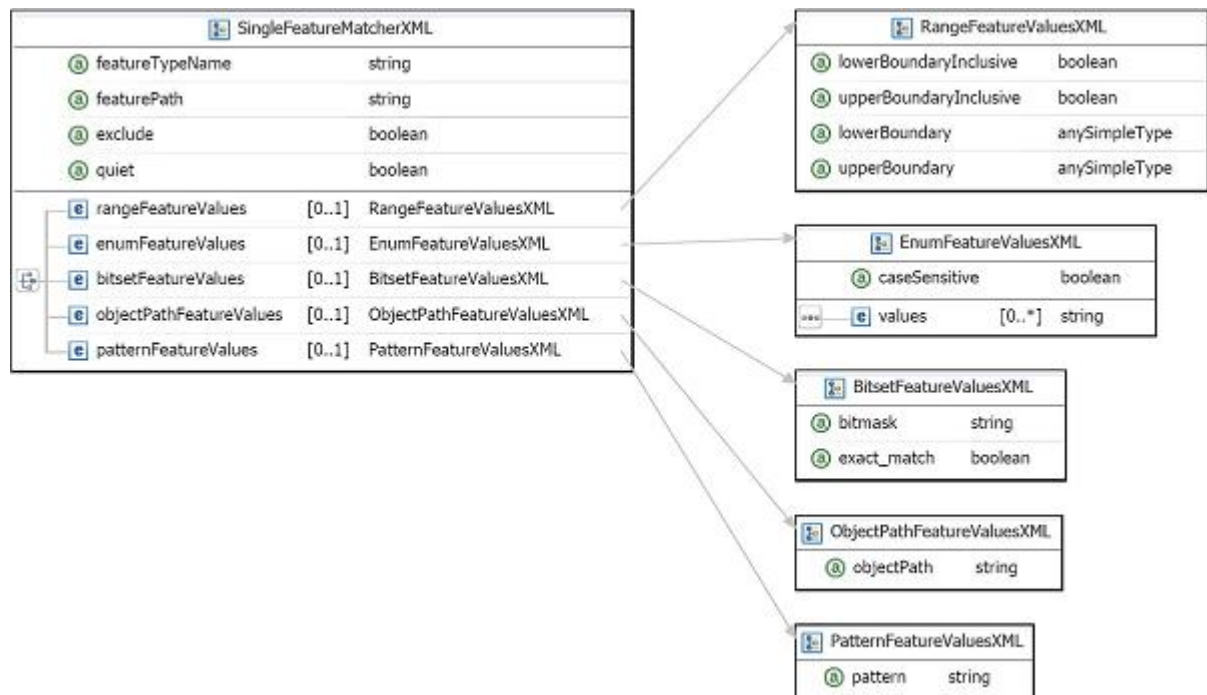 SingleFeatureMatcherXML
featureTypeName string
featurePath string
exclude boolean
quiet boolean
rangeFeatureValues [0..1] RangeFeatureValuesXML
enumFeatureValues [0..1] EnumFeatureValuesXML
bitsetFeatureValues [0..1] BitsetFeatureValuesXML
objectPathFeatureValues [0..1] ObjectPathFeatureValuesXML
patternFeatureValues [0..1] PatternFeatureValuesXML
RangeFeatureValuesXML
lowerBoundaryInclusive boolean
upperBoundaryInclusive boolean
lowerBoundary anySimpleType
upperBoundary anySimpleType
EnumFeatureValuesXML
caseSensitive boolean
values [0..*] string
BitsetFeatureValuesXML
bitmask string
exact_match boolean
ObjectPathFeatureValuesXML
objectPath string
PatternFeatureValuesXML
pattern string